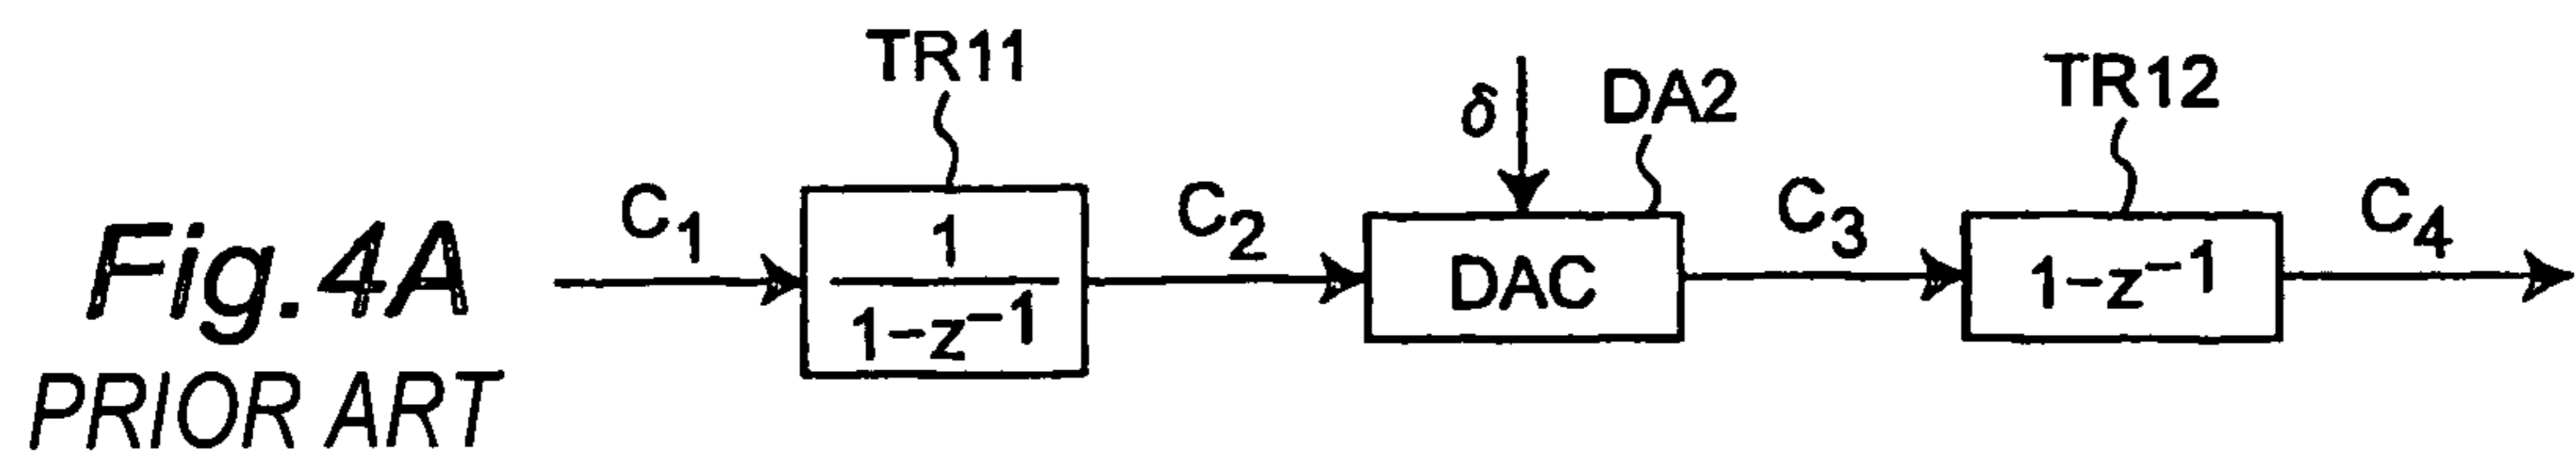 Fig.4A
PRIOR ART
C1
TR11
1
1-z⁻¹
C2
δ
DA2
DAC
C3
TR12
1-z⁻¹
C4